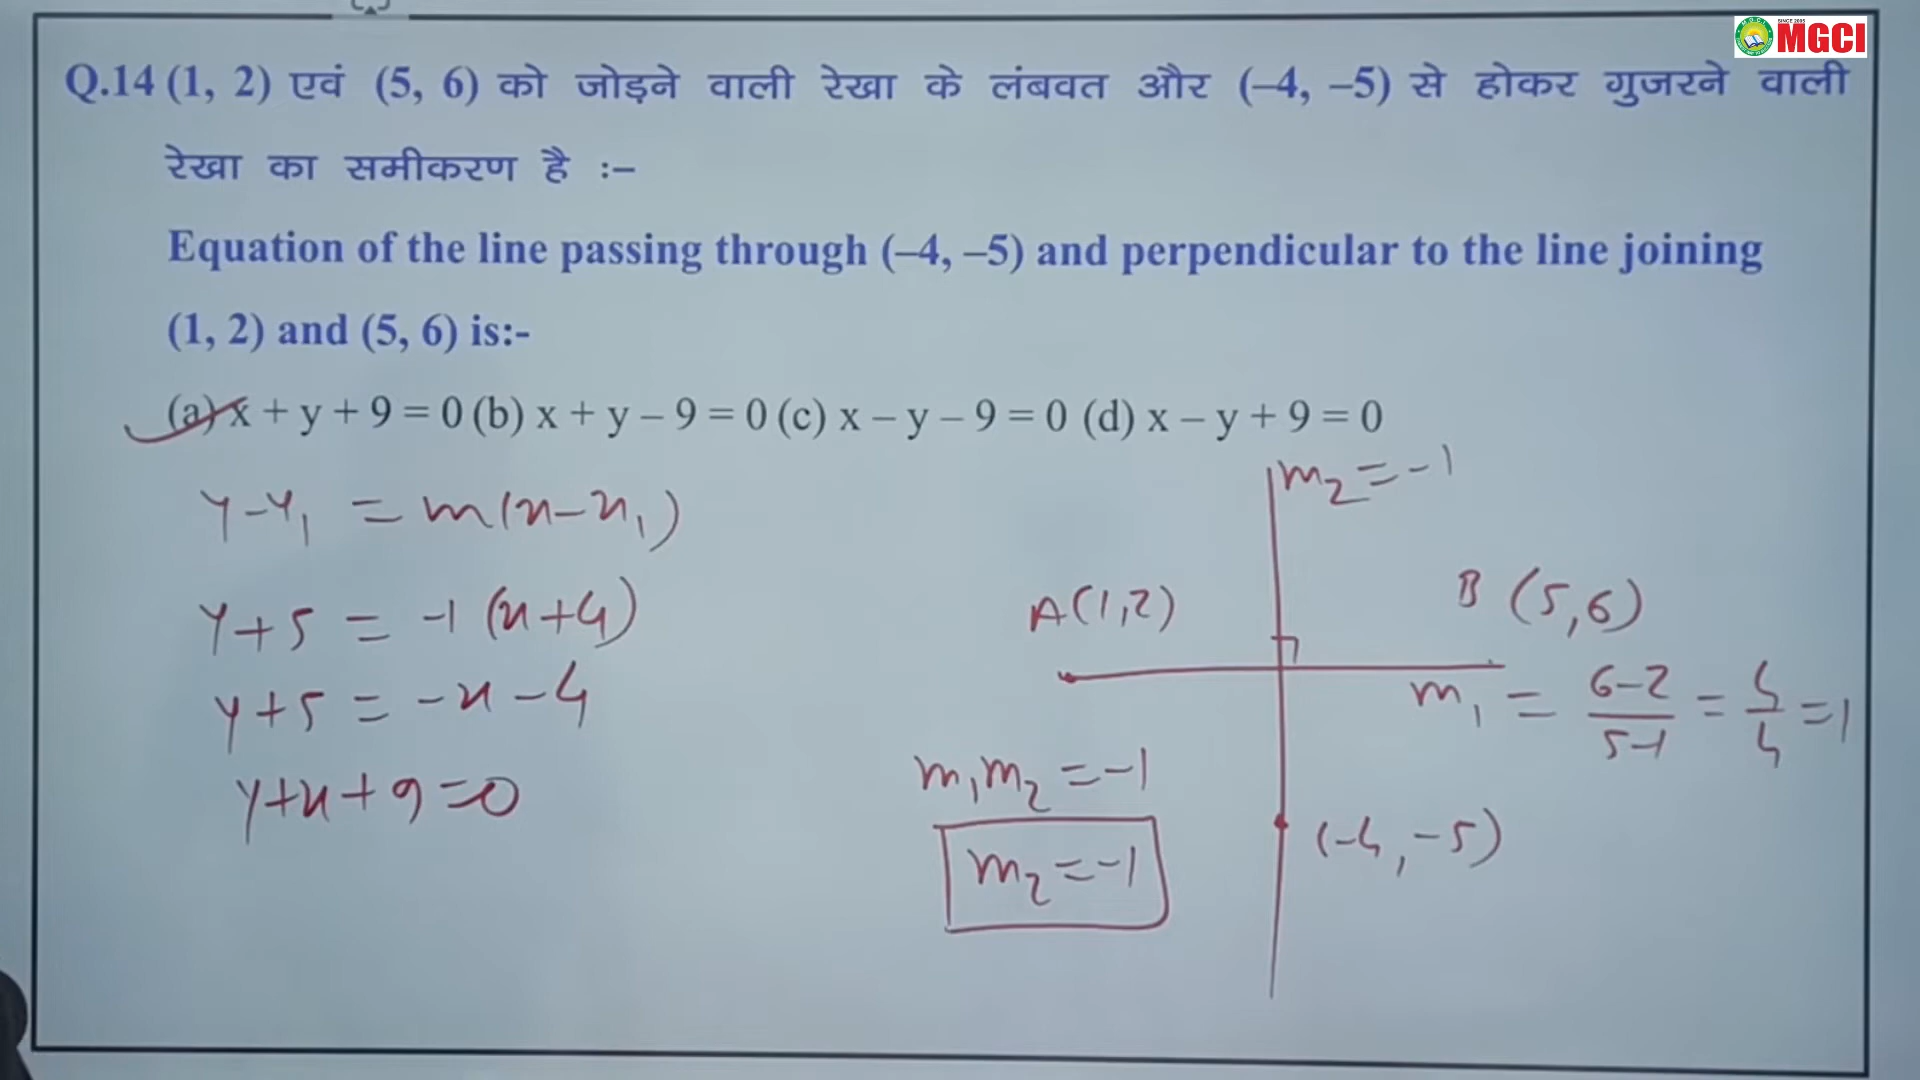 SINCE 2005
MGCI
Q.14 (1, 2) एवं (5, 6) को जोड़ने वाली रेखा के लंबवत और (–4, –5) से होकर गुजरने वाली
रेखा का समीकरण है :–
Equation of the line passing through (–4, –5) and perpendicular to the line joining
(1, 2) and (5, 6) is:-
(a) x + y + 9 = 0 (b) x + y – 9 = 0 (c) x – y – 9 = 0 (d) x – y + 9 = 0
y-y₁ = m(x-x₁)
y+5 = -1 (x+4)
y+5 = -x-4
y+x+9=0
m₂=-1
A(1,2)
B (5,6)
m₁ = 6-2/5-1 = 4/4 = 1
m₁m₂=-1
m₂=-1
(-4,-5)